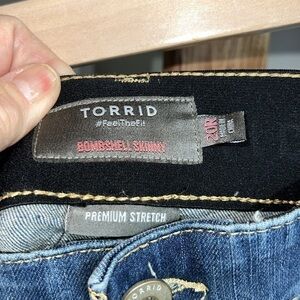 TORRID
#FeelTheFit
BOMBSHELL SKINNY
20R
PREMIUM STRETCH
TORRID